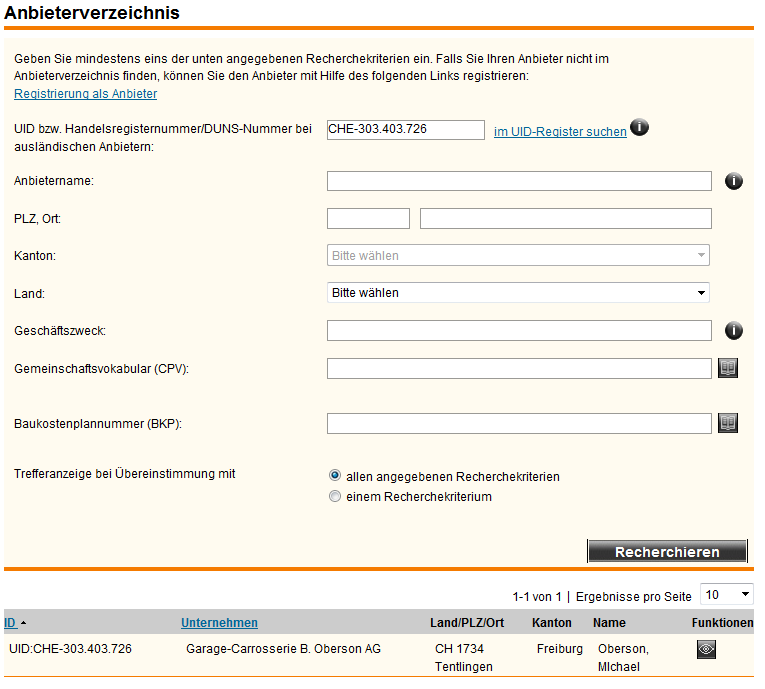 Anbieterverzeichnis
Geben Sie mindestens eins der unten angegebenen Recherchekriterien ein. Falls Sie Ihren Anbieter nicht im
Anbieterverzeichnis finden, können Sie den Anbieter mit Hilfe des folgenden Links registrieren:
Registrierung als Anbieter
UID bzw. Handelsregisternummer/DUNS-Nummer bei
ausländischen Anbietern:
CHE-303.403.726
im UID-Register suchen
Anbietername:
PLZ, Ort:
Kanton:
Bitte wählen
Land:
Bitte wählen
Geschäftszweck:
Gemeinschaftsvokabular (CPV):
Baukostenplannummer (BKP):
Trefferanzeige bei Übereinstimmung mit
allen angegebenen Recherchekriterien
einem Recherchekriterium
Recherchieren
1-1 von 1 | Ergebnisse pro Seite 10
ID Unternehmen Land/PLZ/Ort Kanton Name Funktionen
UID:CHE-303.403.726 Garage-Carrosserie B. Oberson AG CH 1734 Freiburg Oberson,
Tentlingen MIchael